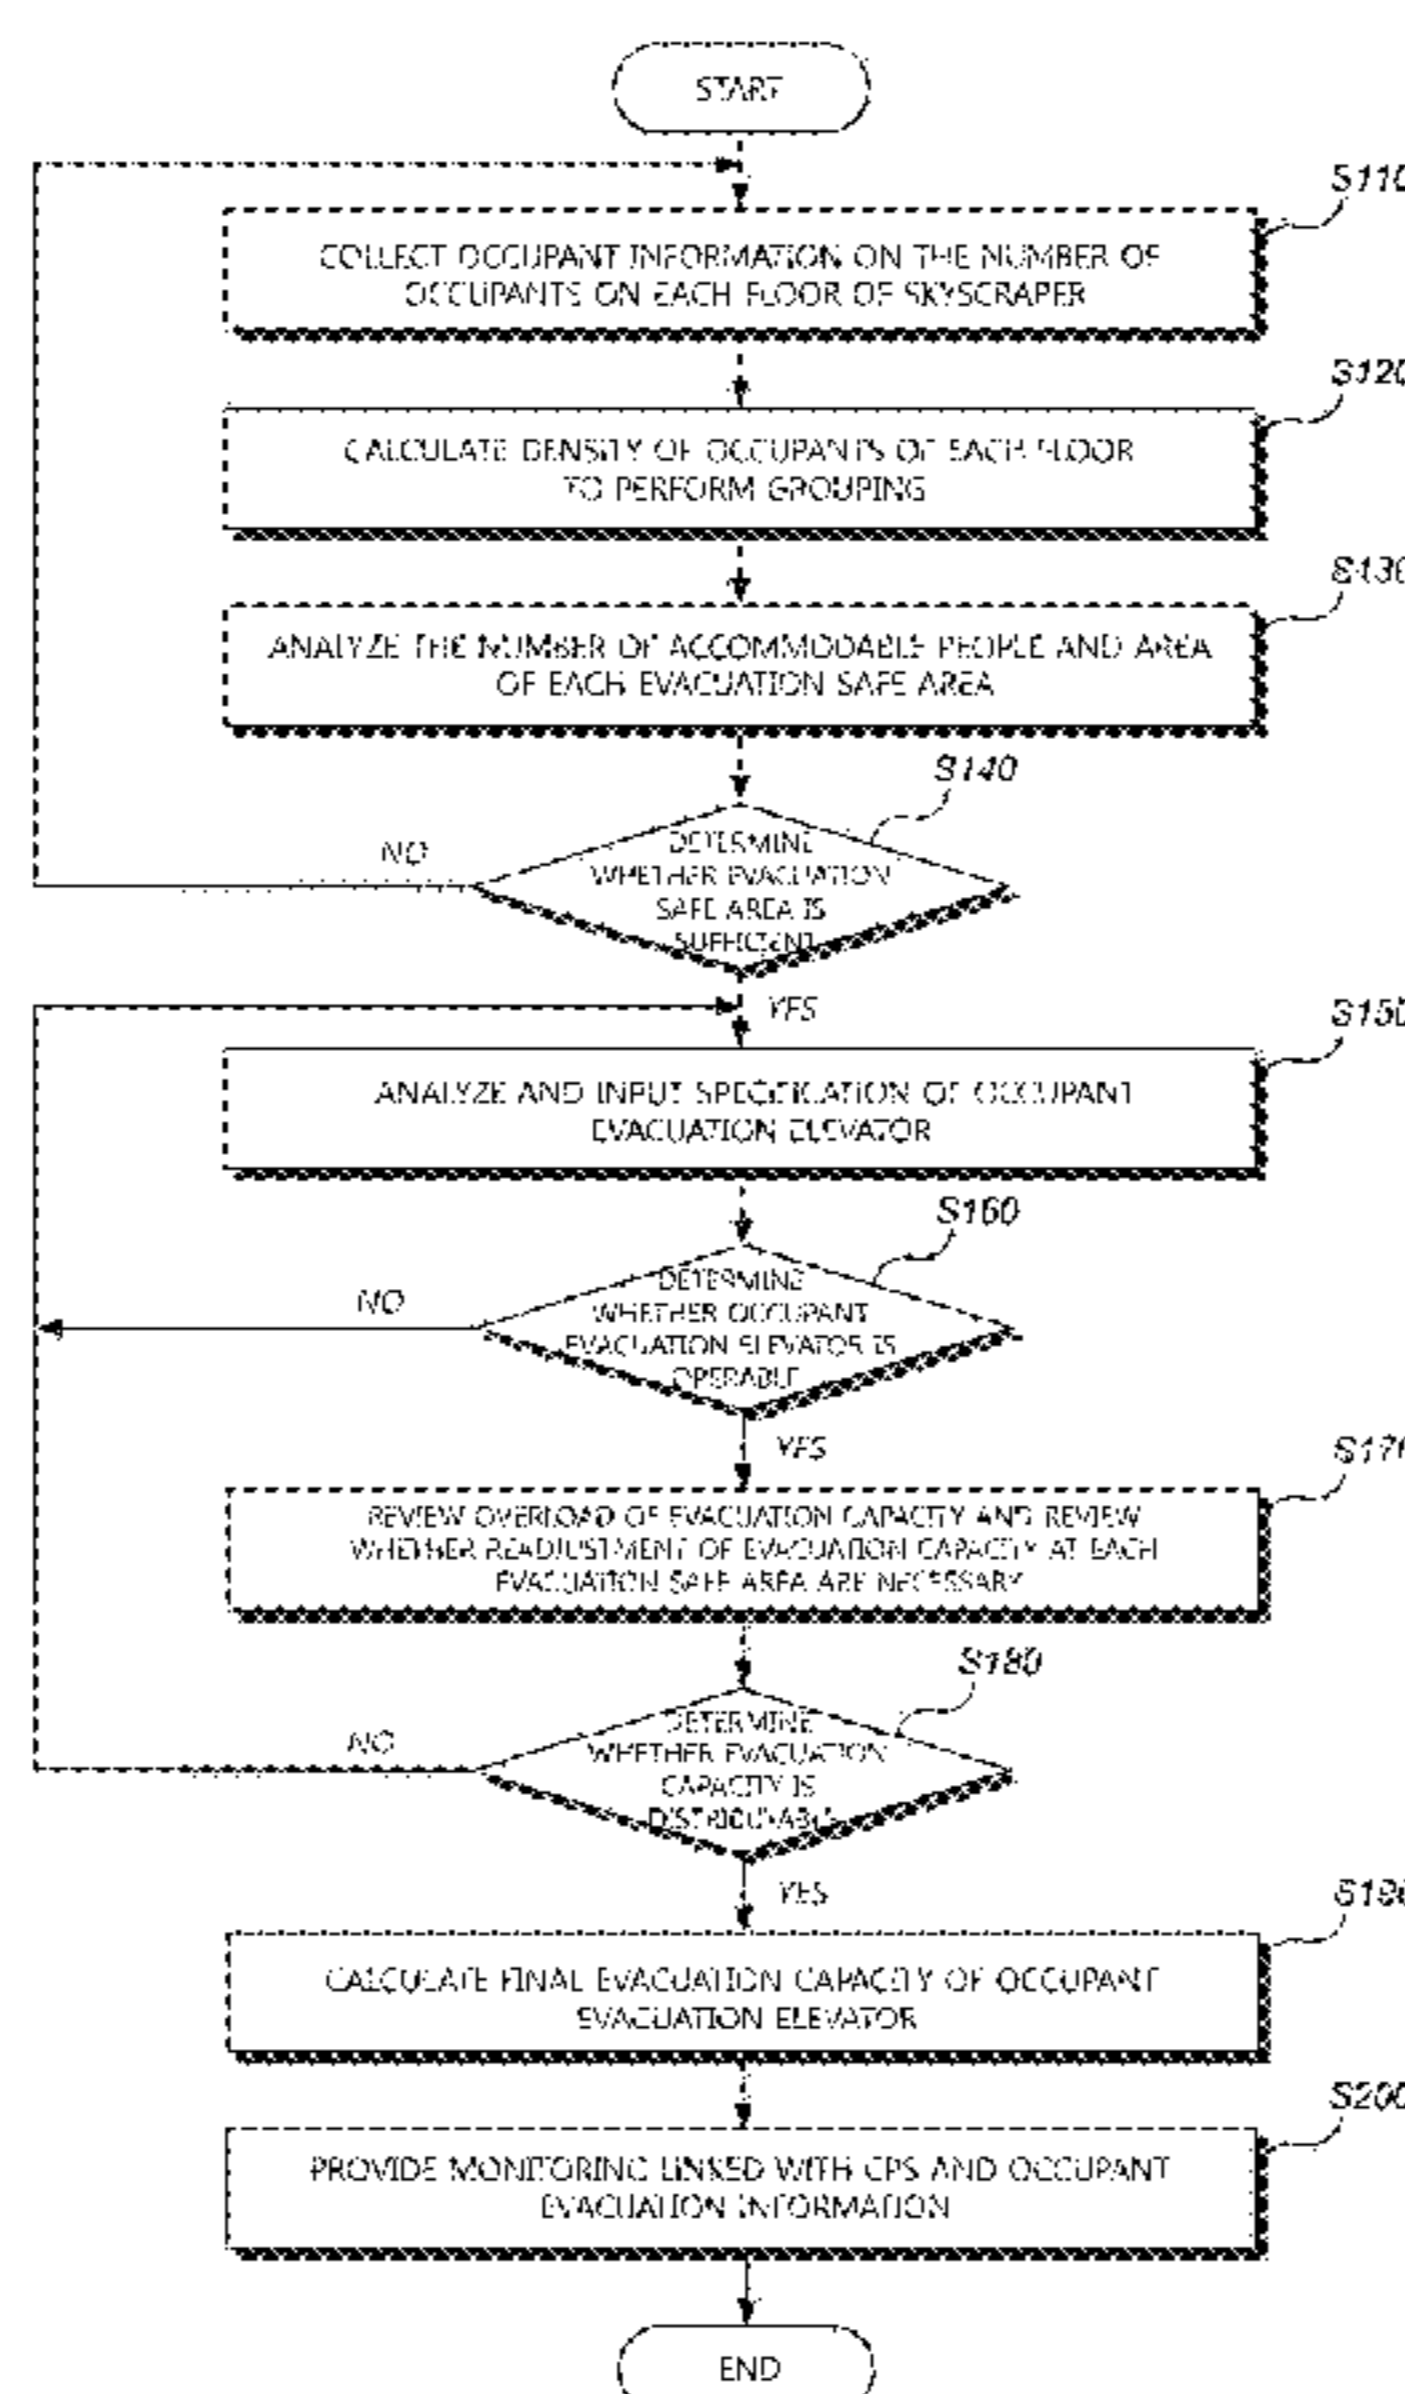 START
S110
COLLECT OCCUPANT INFORMATION ON THE NUMBER OF
OCCUPANTS ON EACH FLOOR OF SKYSCRAPER
S120
CALCULATE DENSITY OF OCCUPANTS OF EACH FLOOR
TO PERFORM GROUPING
S130
ANALYZE THE NUMBER OF ACCOMMODABLE PEOPLE AND AREA
OF EACH EVACUATION SAFE AREA
S140
DETERMINE
WHETHER EVACUATION
SAFE AREA IS
SUFFICIENT
NO
YES
S150
ANALYZE AND INPUT SPECIFICATION OF OCCUPANT
EVACUATION ELEVATOR
S160
DETERMINE
WHETHER OCCUPANT
EVACUATION ELEVATOR IS
OPERABLE
NO
YES
S170
REVIEW OVERLOAD OF EVACUATION CAPACITY AND REVIEW
WHETHER READJUSTMENT OF EVACUATION CAPACITY AT EACH
EVACUATION SAFE AREA ARE NECESSARY
S180
DETERMINE
WHETHER EVACUATION
CAPACITY IS
DISTRIBUTABLE
NO
YES
S190
CALCULATE FINAL EVACUATION CAPACITY OF OCCUPANT
EVACUATION ELEVATOR
S200
PROVIDE MONITORING LINKED WITH CPS AND OCCUPANT
EVACUATION INFORMATION
END